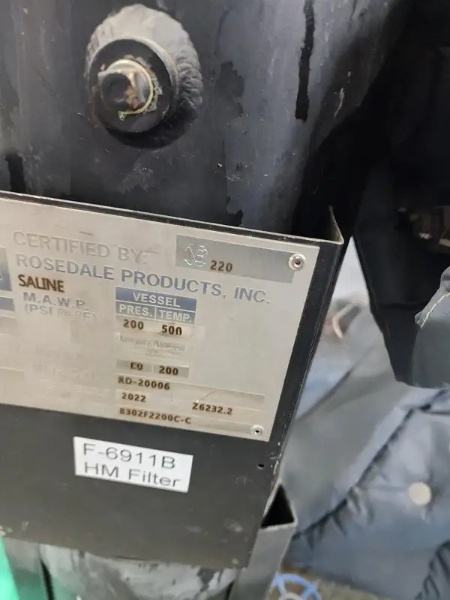 CERTIFIED BY
220
ROSEDALE PRODUCTS, INC.
SALINE
M.A.W.P.
VESSEL
PRES. TEMP.
200 500
200
RD-20006
2022 Z6232.2
8302F2200C-C
F-6911B
HM Filter